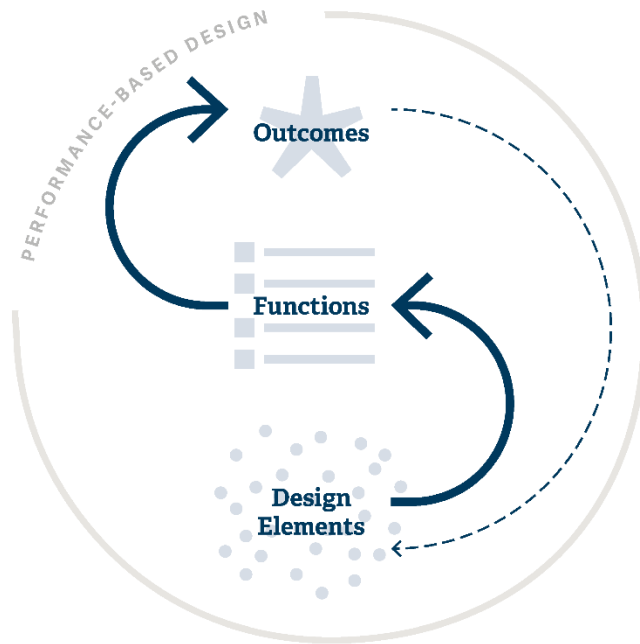 PERFORMANCE-BASED DESIGN
Outcomes
Functions
Design
Elements